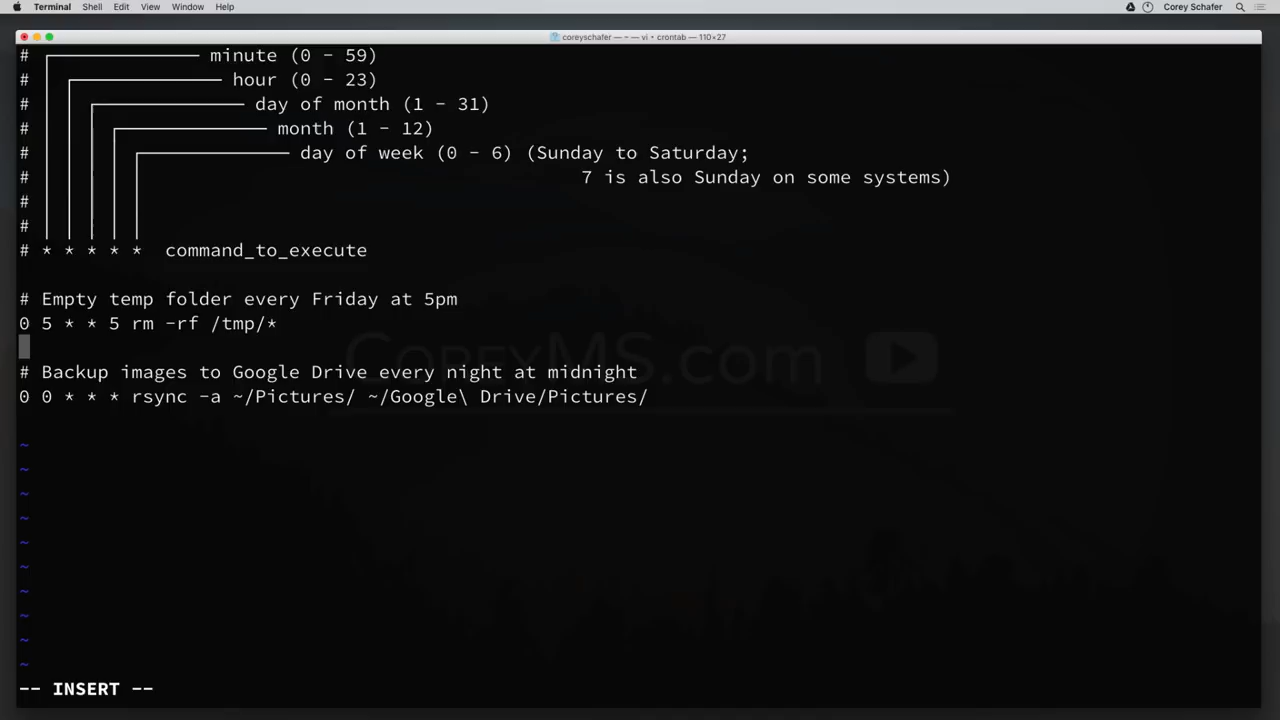 Terminal Shell Edit View Window Help Corey Schafer
coreyschafer — ~ — vi • crontab — 110×27
# minute (0 - 59)
# hour (0 - 23)
# day of month (1 - 31)
# month (1 - 12)
# day of week (0 - 6) (Sunday to Saturday;
# 7 is also Sunday on some systems)
#
#
# * * * * * command_to_execute
# Empty temp folder every Friday at 5pm
0 5 * * 5 rm -rf /tmp/*
CoreyMS.com
# Backup images to Google Drive every night at midnight
0 0 * * * rsync -a ~/Pictures/ ~/Google\ Drive/Pictures/
~
~
~
~
~
~
~
~
~
~
-- INSERT --